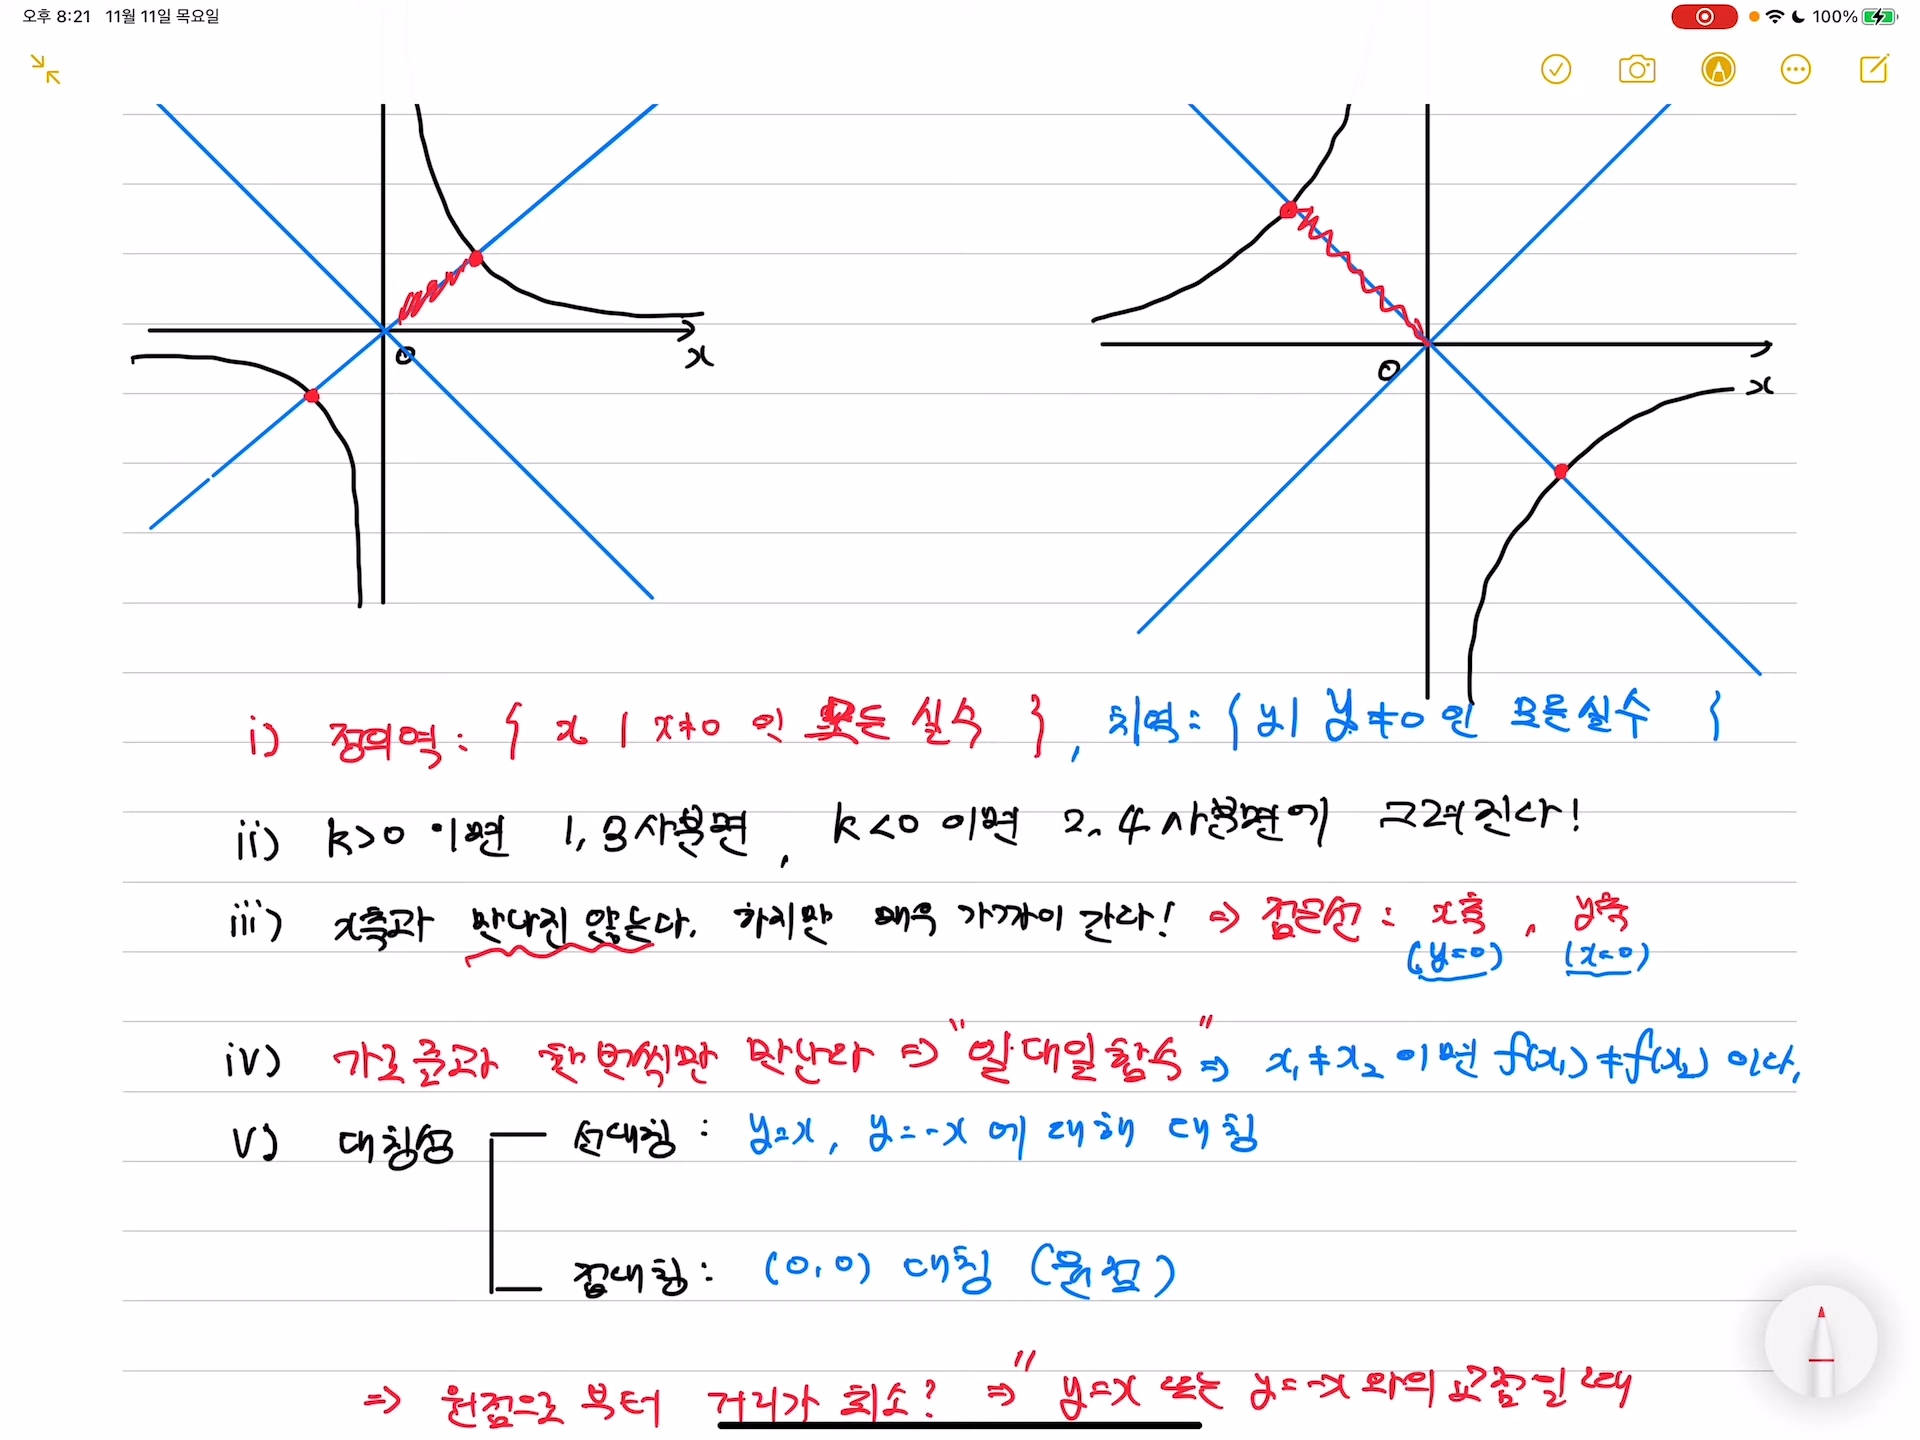 오후 8:21 11월 11일 목요일
100%
x
O
x
O
i) 정의역 : { x | x≠0 인 모든 실수 } , 치역 = { y | y≠0 인 모든 실수 }
ii) k>0 이면 1, 3 사분면 , k<0 이면 2, 4 사분면에 그려진다!
iii) x축과 만나진 않는다. 하지만 매우 가까이 간다! ⇒ 점근선 : x축 , y축
(y=0) (x=0)
iv) 가로줄과 한 번씩만 만난다 ⇒ "일대일함수" ⇒ x₁≠x₂ 이면 f(x₁)≠f(x₂) 이다.
v) 대칭성 선대칭 : y=x, y=-x 에 대해 대칭
점대칭 : (0,0) 대칭 (원점)
⇒ 원점으로 부터 거리가 최소? ⇒ " y=x 또는 y=-x 와의 교점일 때